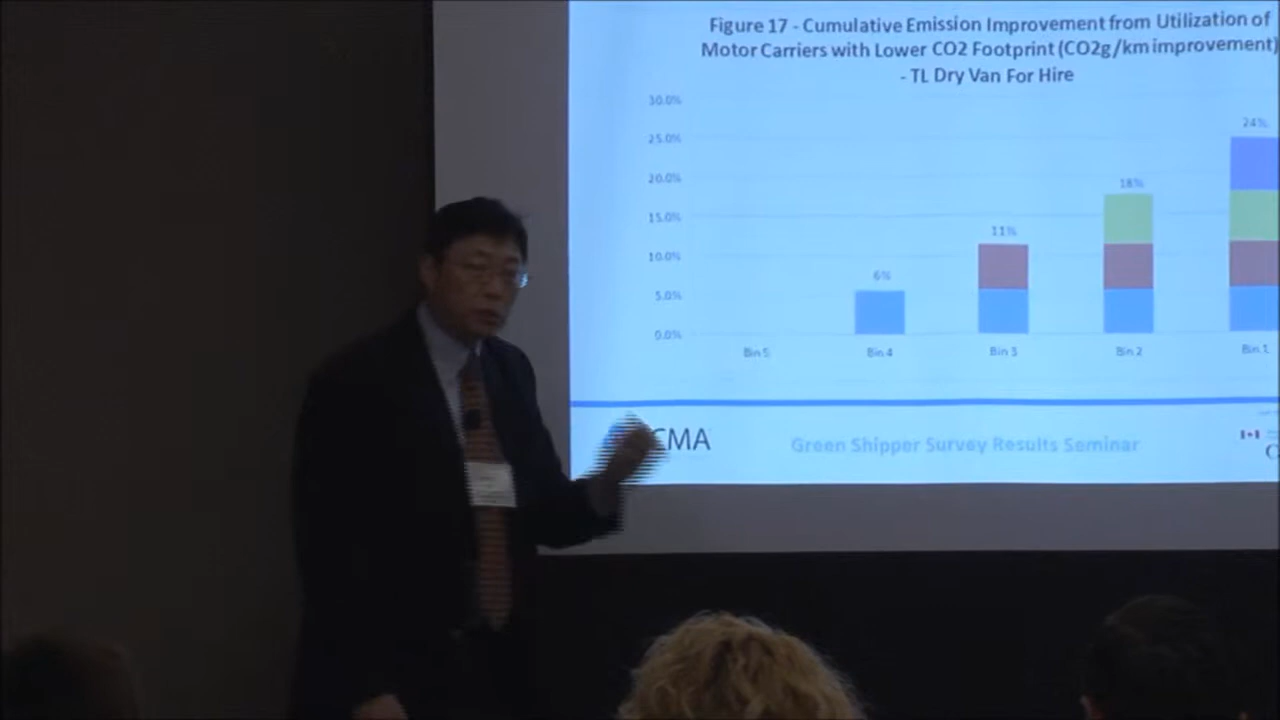 Figure 17 - Cumulative Emission Improvement from Utilization of
Motor Carriers with Lower CO2 Footprint (CO2g/km improvement)
- TL Dry Van For Hire
30.0%
25.0%
20.0%
15.0%
10.0%
5.0%
0.0%
6%
11%
18%
24%
Bin 5
Bin 4
Bin 3
Bin 2
Bin 1
CMA
Green Shipper Survey Results Seminar